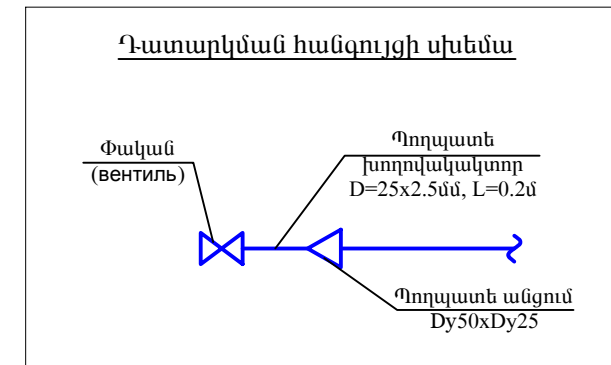 Դատարկման հանգույցի սխեմա
Փական
(вентиль)
Պողպատե
խողովակակտոր
D=25x2.5մմ, L=0.2մ
Պողպատե անցում
Dy50xDy25